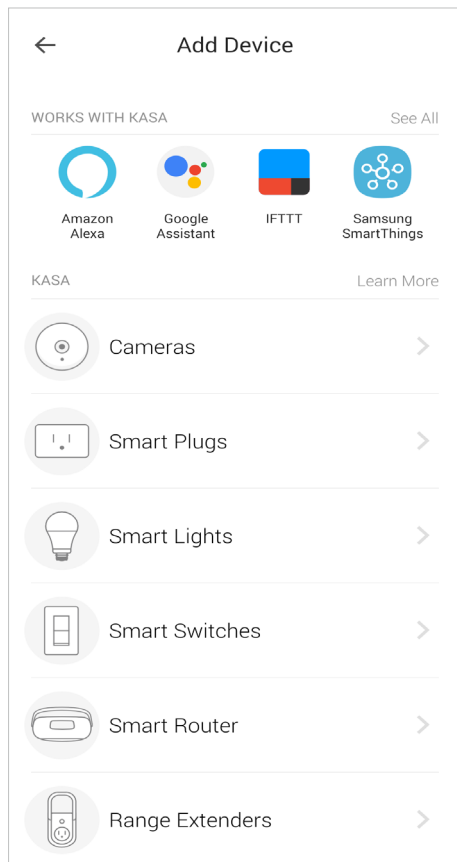 Add Device
WORKS WITH KASA See All
Amazon
Alexa
Google
Assistant
IFTTT
Samsung
SmartThings
KASA Learn More
Cameras
Smart Plugs
Smart Lights
Smart Switches
Smart Router
Range Extenders